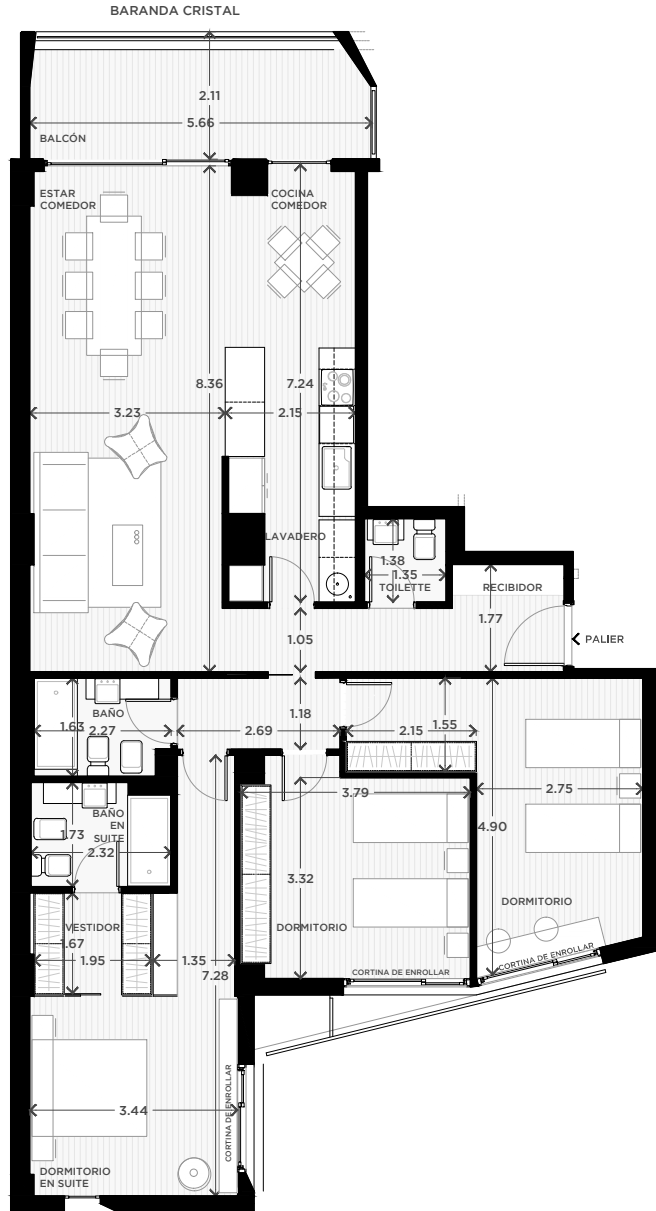 BARANDA CRISTAL
2.11
5.66
BALCÓN
ESTAR
COMEDOR
COCINA
COMEDOR
8.36
7.24
3.23
2.15
LAVADERO
1.38
1.35
TOILETTE
RECIBIDOR
1.77
PALIER
1.05
1.18
BAÑO
1.63
2.27
2.69
2.15
1.55
3.79
2.75
BAÑO
EN
SUITE
1.73
2.32
4.90
3.32
DORMITORIO
DORMITORIO
VESTIDOR
1.67
1.95
1.35
7.28
CORTINA DE ENROLLAR
CORTINA DE ENROLLAR
CORTINA DE ENROLLAR
3.44
DORMITORIO
EN SUITE